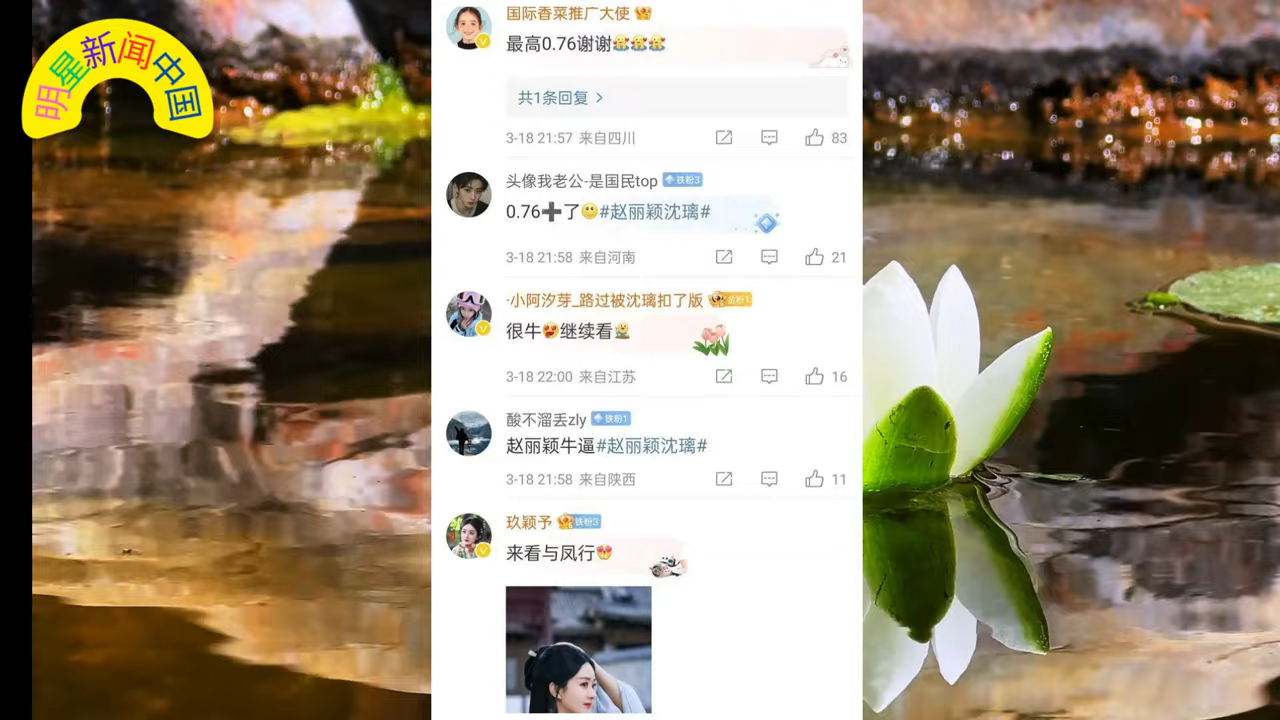 明星新闻中国
国际香菜推广大使
最高0.76谢谢
共1条回复 >
3-18 21:57 来自四川
83
头像我老公-是国民top 铁粉3
0.76➕了😶#赵丽颖沈璃#
3-18 21:58 来自河南
21
·小阿汐芽_路过被沈璃扣了版 金粉1
很牛😍继续看
3-18 22:00 来自江苏
16
酸不溜丢zly 铁粉1
赵丽颖牛逼#赵丽颖沈璃#
3-18 21:58 来自陕西
11
玖颖予 铁粉3
来看与凤行😍